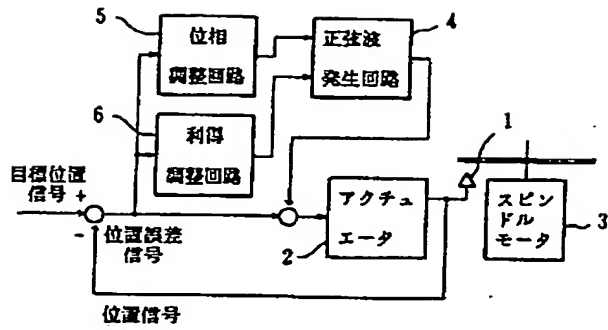 5
位相
調整回路
4
正弦波
発生回路
6
利得
調整回路
1
目標位置
信号 +
-
位置誤差
信号
アクチュ
エータ
2
スピン
ドル
モータ
3
位置信号